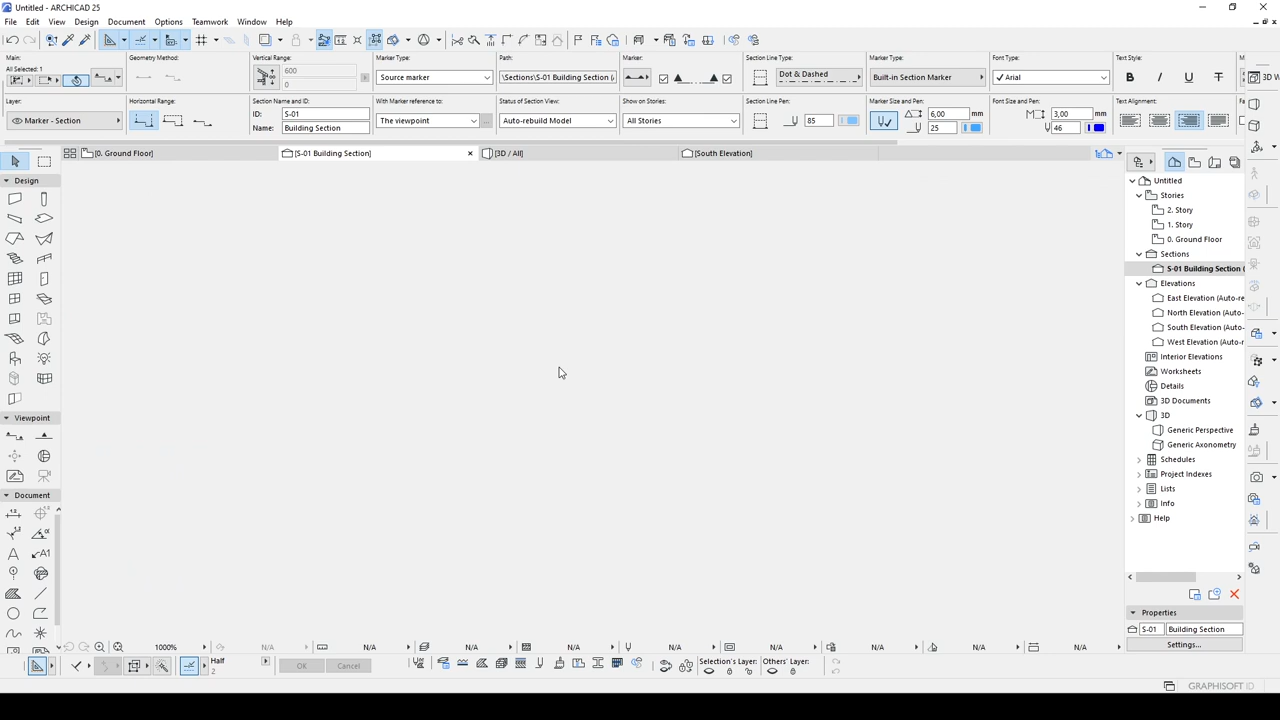 Untitled - ARCHICAD 25
File Edit View Design Document Options Teamwork Window Help
Main:
All Selected: 1
Geometry Method:
Vertical Range:
600
0
Marker Type:
Source marker
Path:
\Sections\S-01 Building Section (
Marker:
Section Line Type:
Dot & Dashed
Marker Type:
Built-in Section Marker
Font Type:
Arial
Text Style:
B I U T
3D W
Layer:
Marker - Section
Horizontal Range:
Section Name and ID:
ID: S-01
Name: Building Section
With Marker reference to:
The viewpoint
Status of Section View:
Auto-rebuild Model
Show on Stories:
All Stories
Section Line Pen:
85
Marker Size and Pen:
6,00 mm
25
Font Size and Pen:
3,00 mm
46
Text Alignment:
[0. Ground Floor]
[S-01 Building Section]
[3D / All]
[South Elevation]
Design
Viewpoint
Document
A1
A
Untitled
Stories
2. Story
1. Story
0. Ground Floor
Sections
S-01 Building Section (
Elevations
East Elevation (Auto-re
North Elevation (Auto-
South Elevation (Auto-
West Elevation (Auto-r
Interior Elevations
Worksheets
Details
3D Documents
3D
Generic Perspective
Generic Axonometry
Schedules
Project Indexes
Lists
Info
Help
Properties
S-01 Building Section
Settings...
1000% N/A N/A N/A N/A N/A N/A N/A N/A N/A
Half
2
OK Cancel
Selection's Layer: Others' Layer:
GRAPHISOFT ID